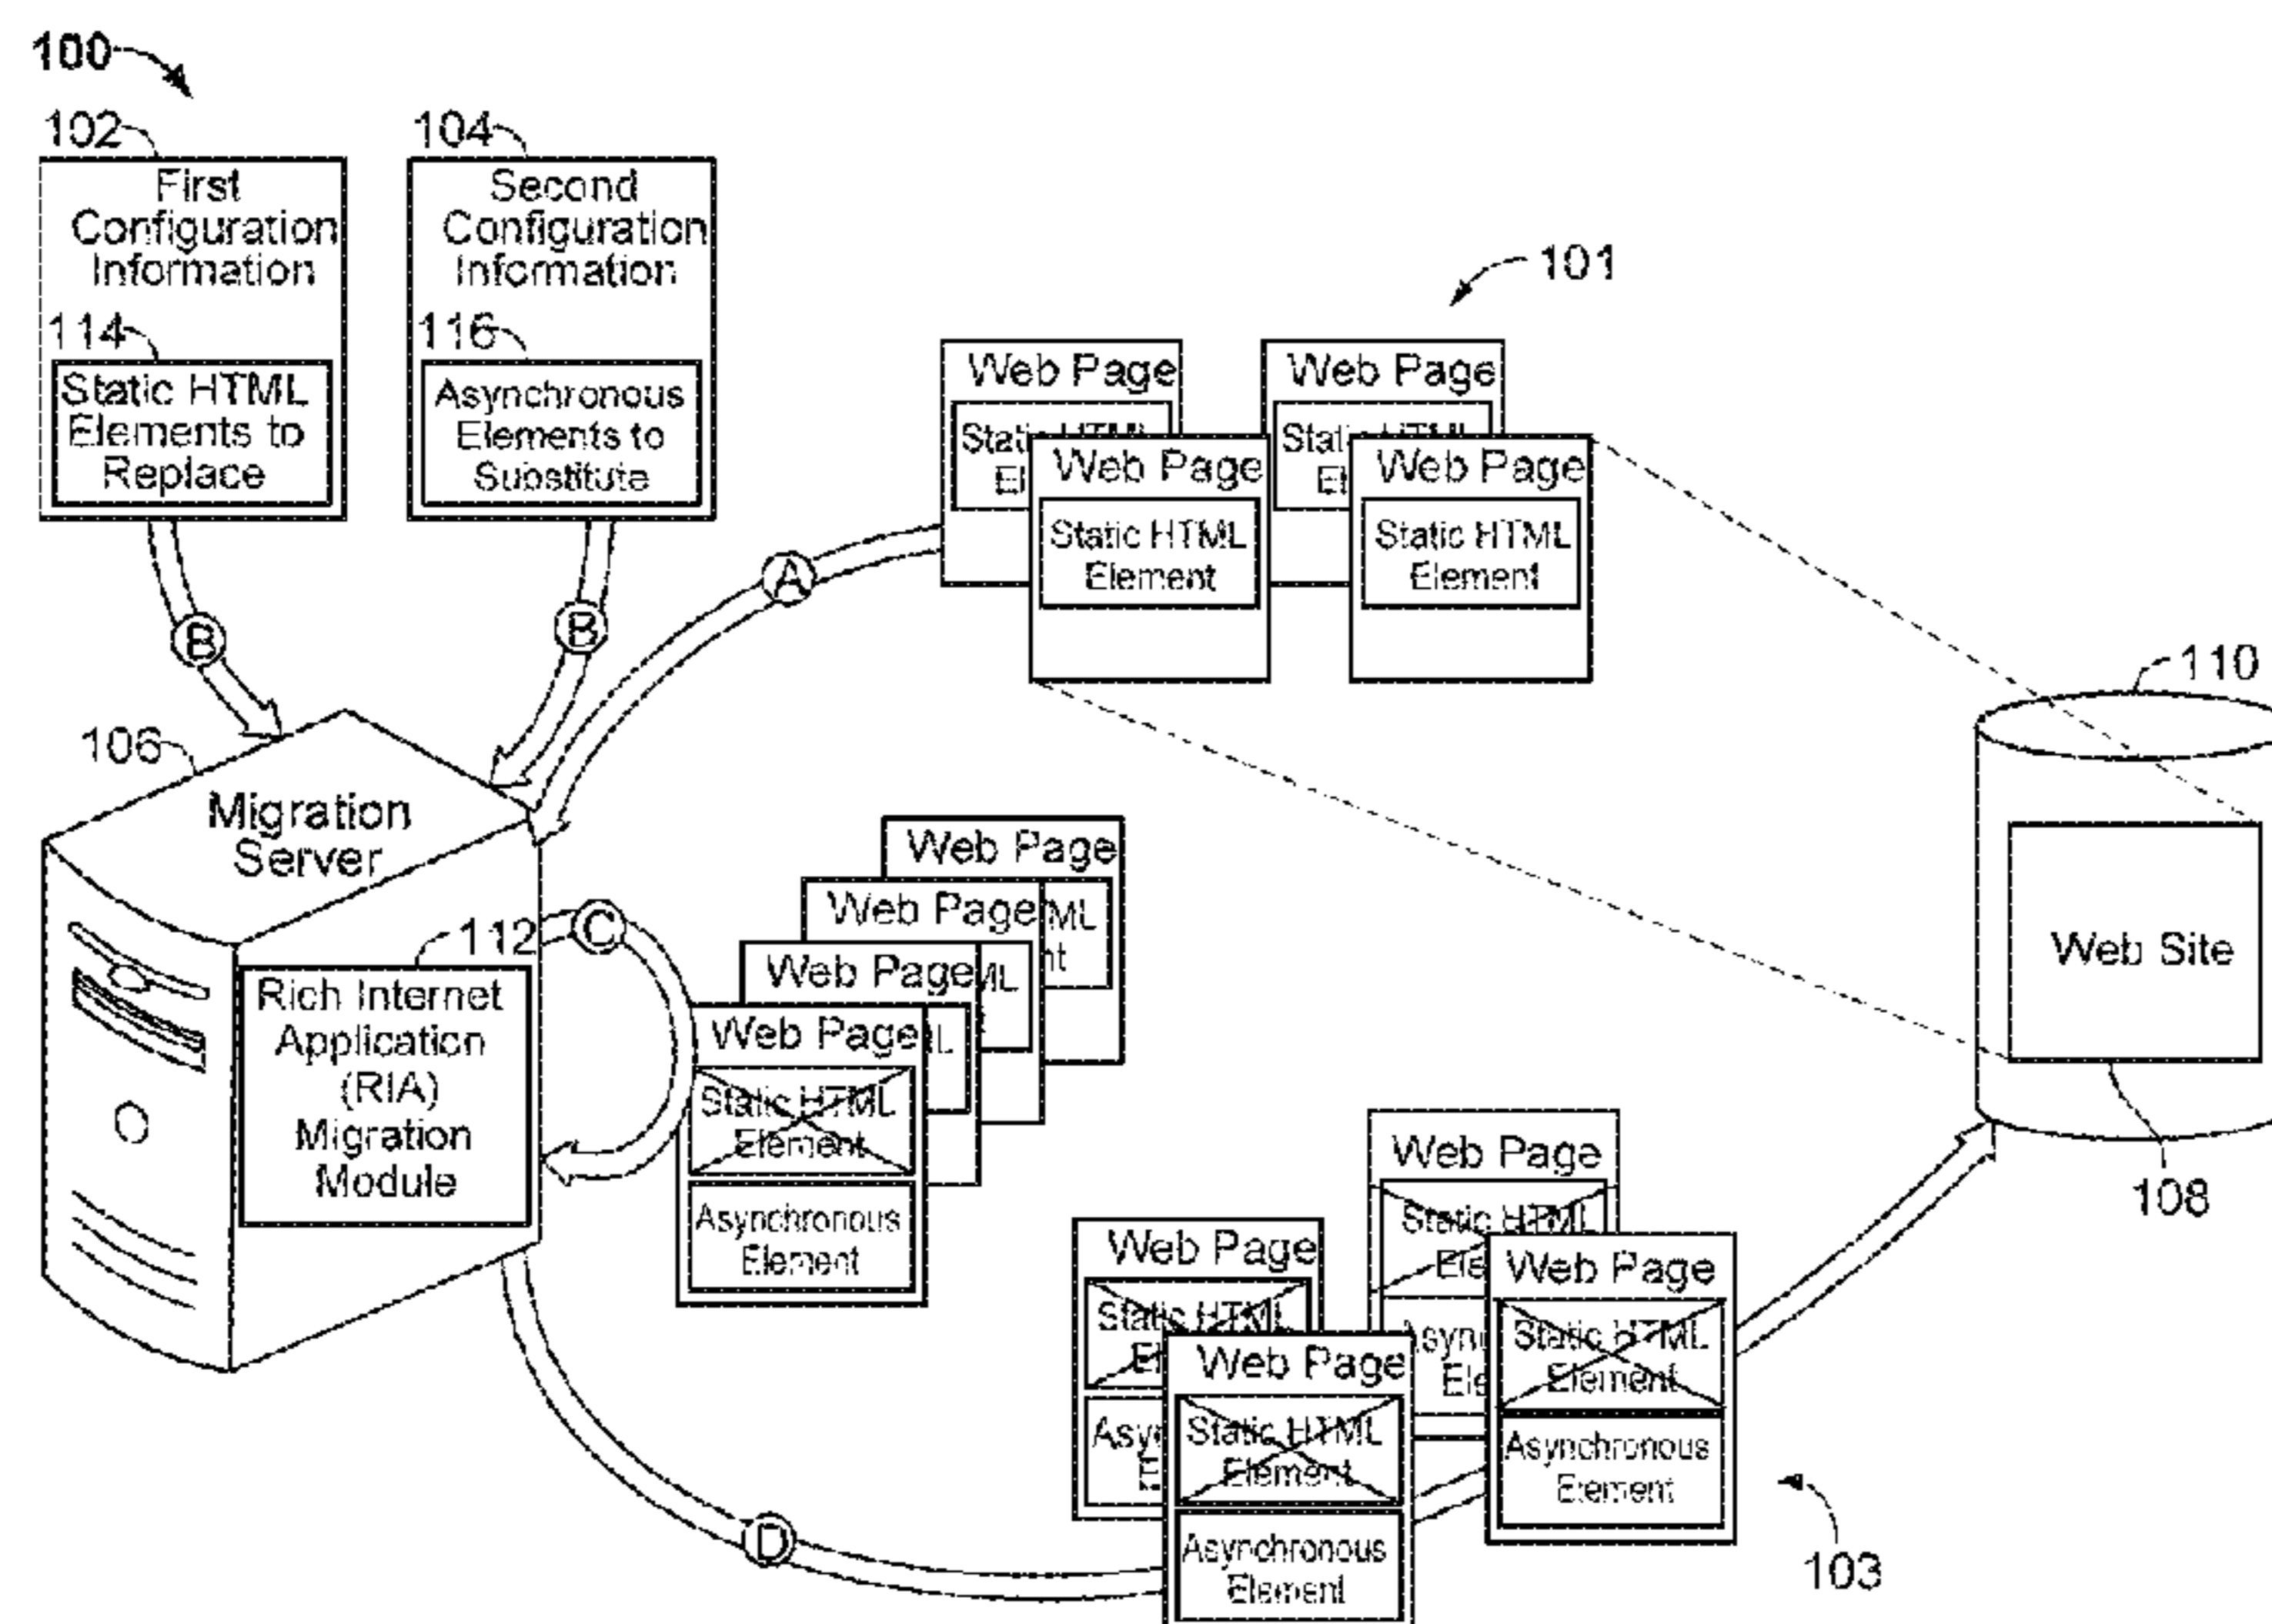 100
102
First
Configuration
Information
114
Static HTML
Elements to
Replace
104
Second
Configuration
Information
116
Asynchronous
Elements to
Substitute
101
Web Page
Web Page
Web Page
Static HTML
Element
Web Page
Static HTML
Element
A
B
B
110
Web Site
108
106
Migration
Server
112
Rich Internet
Application
(RIA)
Migration
Module
C
Web Page
Web Page
Web Page
Web Page
Static HTML
Element
Asynchronous
Element
Web Page
Static HTML
Web Page
Static HTML
Web Page
Static HTML
Element
Asynchronous
Element
Web Page
Static HTML
Element
Asynchronous
Element
D
103